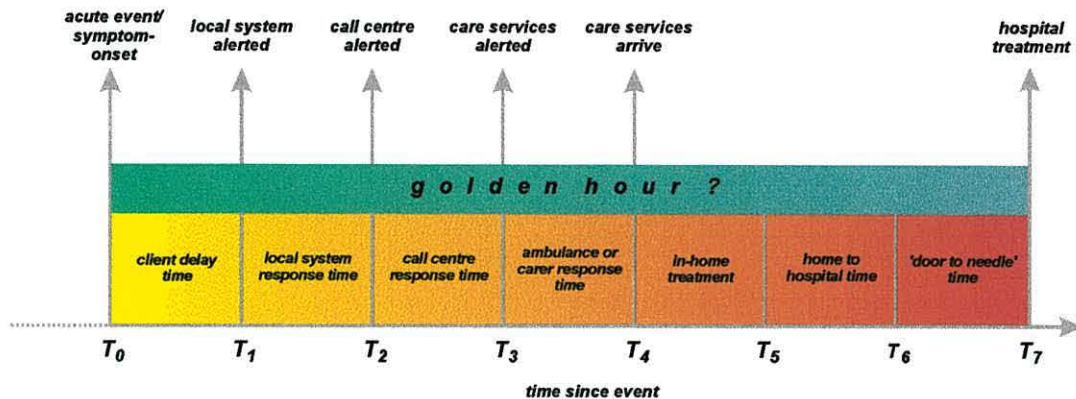 acute event/
symptom-
onset
local system
alerted
call centre
alerted
care services
alerted
care services
arrive
hospital
treatment
golden hour ?
client delay
time
local system
response time
call centre
response time
ambulance or
carer response
time
in-home
treatment
home to
hospital time
'door to needle'
time
T0
T1
T2
T3
T4
T5
T6
T7
time since event